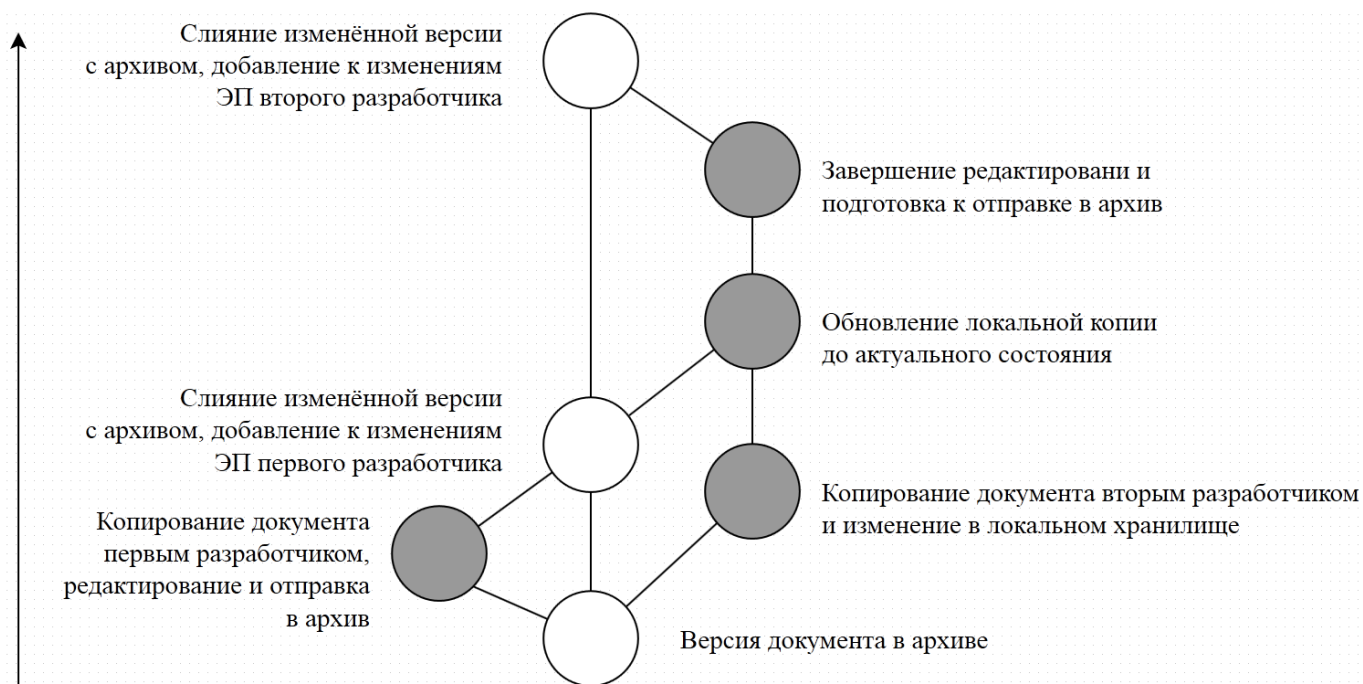 Слияние изменённой версии
с архивом, добавление к изменениям
ЭП второго разработчика
Завершение редактировани и
подготовка к отправке в архив
Обновление локальной копии
до актуального состояния
Слияние изменённой версии
с архивом, добавление к изменениям
ЭП первого разработчика
Копирование документа вторым разработчиком
и изменение в локальном хранилище
Копирование документа
первым разработчиком,
редактирование и отправка
в архив
Версия документа в архиве